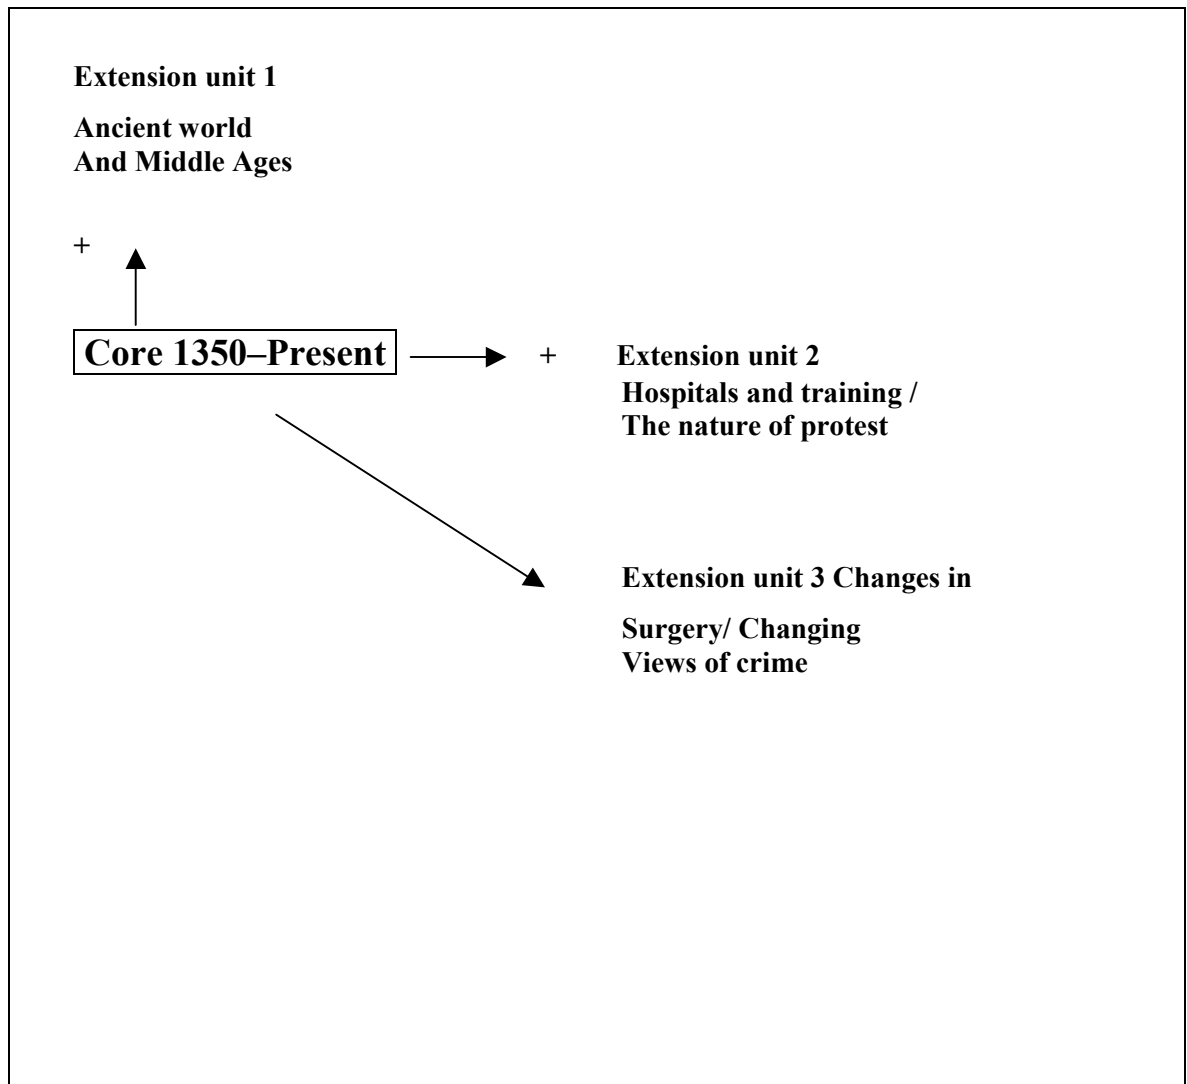 Extension unit 1
Ancient world
And Middle Ages
+
Core 1350–Present
+ Extension unit 2
Hospitals and training /
The nature of protest
Extension unit 3 Changes in
Surgery/ Changing
Views of crime